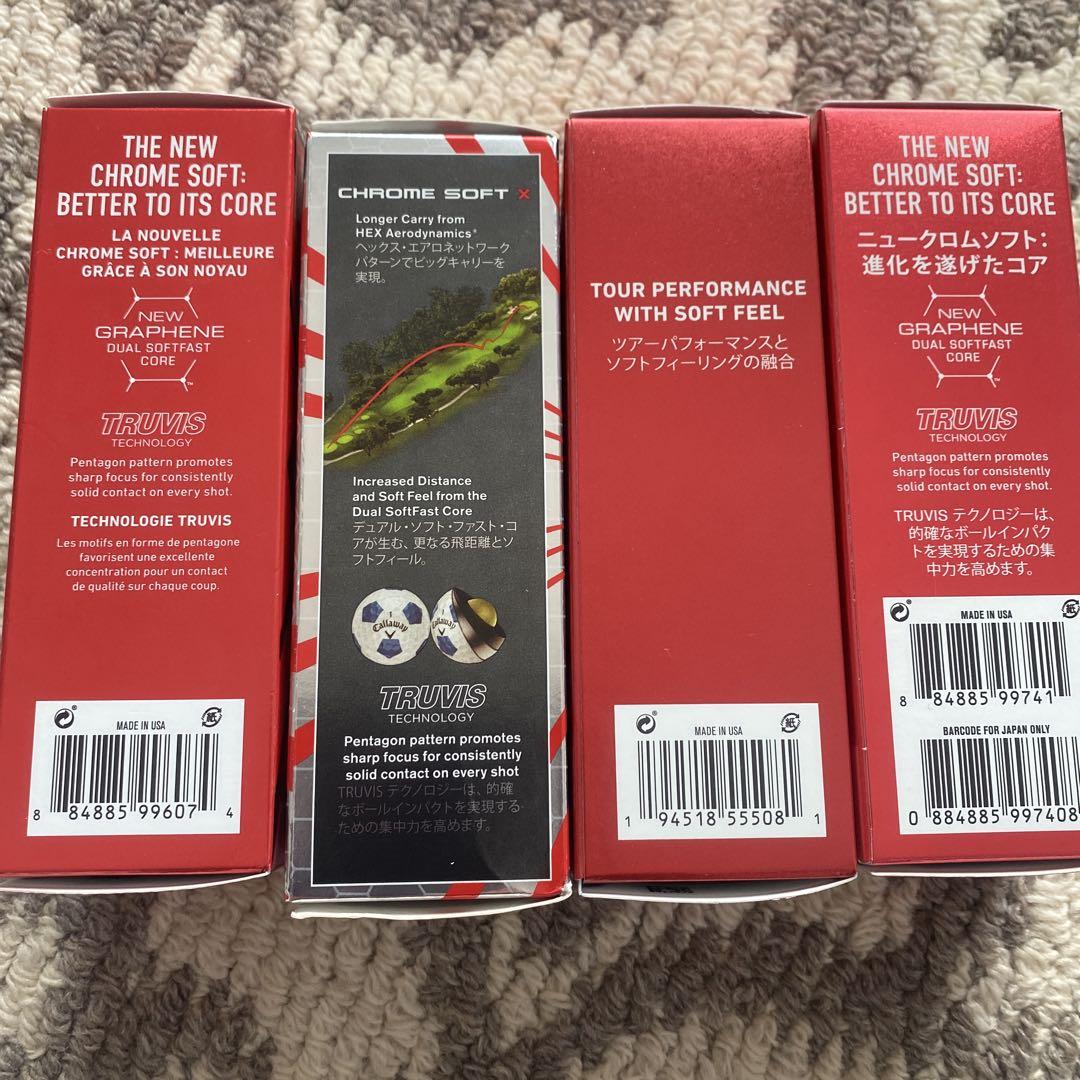 THE NEW
CHROME SOFT:
BETTER TO ITS CORE
LA NOUVELLE
CHROME SOFT : MEILLEURE
GRÂCE À SON NOYAU
NEW
GRAPHENE
DUAL SOFTFAST
CORE
TM
TRUVIS
TECHNOLOGY
Pentagon pattern promotes
sharp focus for consistently
solid contact on every shot.
TECHNOLOGIE TRUVIS
Les motifs en forme de pentagone
favorisent une excellente
concentration pour un contact
de qualité sur chaque coup.
MADE IN USA
紙
8 84885 99607 4
CHROME SOFT X
Longer Carry from
HEX Aerodynamics®
ヘックス・エアロネットワーク
パターンでビッグキャリーを
実現。
Increased Distance
and Soft Feel from the
Dual SoftFast Core
デュアル・ソフト・ファスト・コ
アが生む、更なる飛距離とソ
フトフィール。
1
Callaway
Callaway
TRUVIS
TECHNOLOGY
Pentagon pattern promotes
sharp focus for consistently
solid contact on every shot
TRUVIS テクノロジーは、的確
なボールインパクトを実現する
ための集中力を高めます。
TOUR PERFORMANCE
WITH SOFT FEEL
ツアーパフォーマンスと
ソフトフィーリングの融合
MADE IN USA
紙
1 94518 55508 1
THE NEW
CHROME SOFT:
BETTER TO ITS CORE
ニュークロムソフト：
進化を遂げたコア
NEW
GRAPHENE
DUAL SOFTFAST
CORE
TM
TRUVIS
TECHNOLOGY
Pentagon pattern promotes
sharp focus for consistently
solid contact on every shot.
TRUVIS テクノロジーは、
的確なボールインパク
トを実現するための集
中力を高めます。
MADE IN USA
紙
8 84885 99741
BARCODE FOR JAPAN ONLY
0 884885 997408